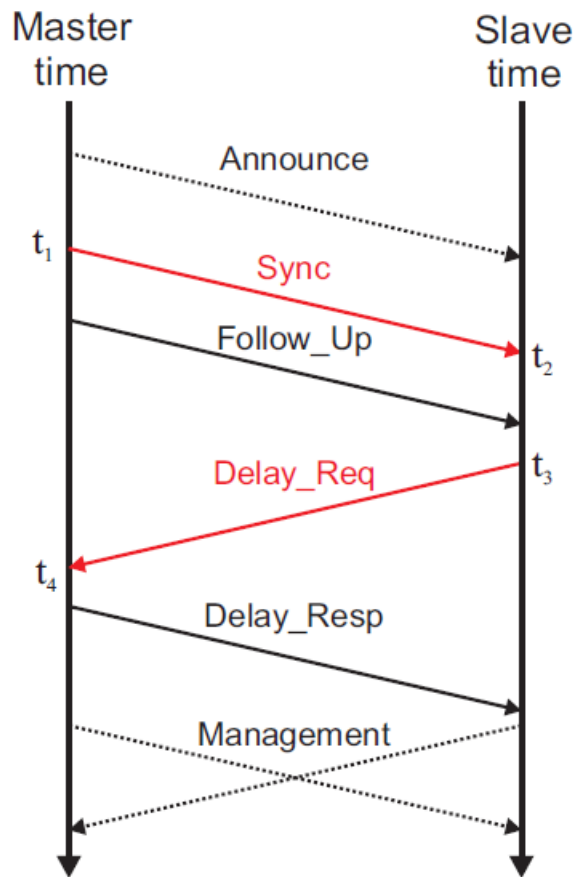 Master
time
Slave
time
Announce
t₁
Sync
Follow_Up
t₂
Delay_Req
t₃
t₄
Delay_Resp
Management